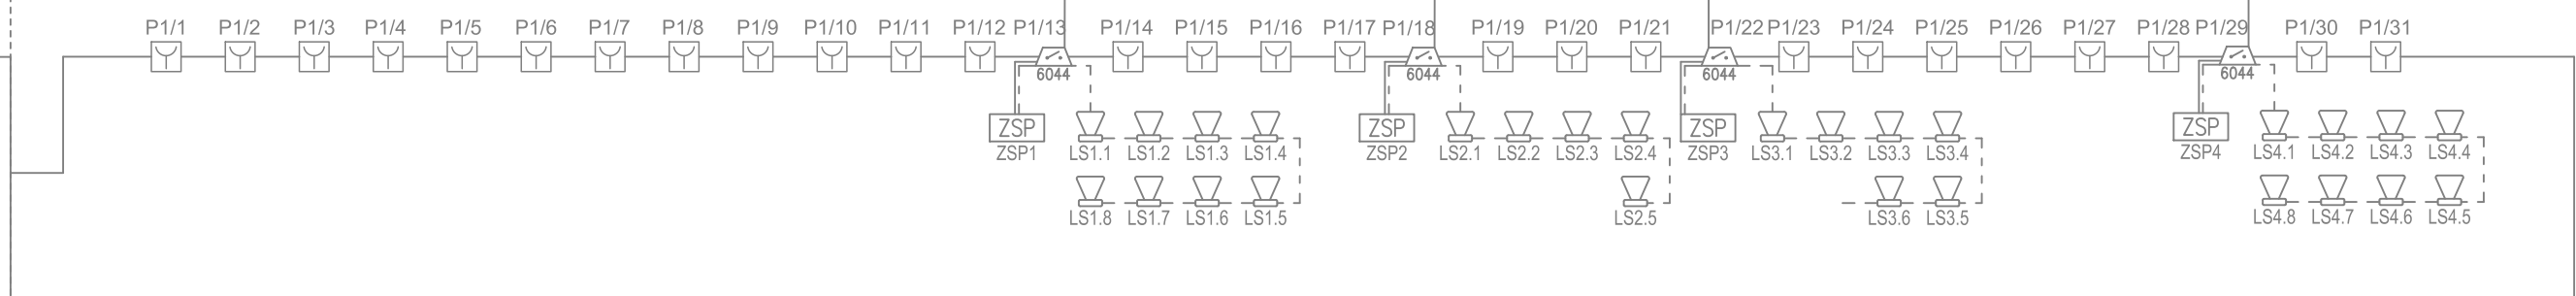 P1/1 P1/2 P1/3 P1/4 P1/5 P1/6 P1/7 P1/8 P1/9 P1/10 P1/11 P1/12 P1/13 P1/14 P1/15 P1/16 P1/17 P1/18 P1/19 P1/20 P1/21 P1/22 P1/23 P1/24 P1/25 P1/26 P1/27 P1/28 P1/29 P1/30 P1/31
6044 6044 6044 6044
ZSP ZSP ZSP ZSP
ZSP1 LS1.1 LS1.2 LS1.3 LS1.4 ZSP2 LS2.1 LS2.2 LS2.3 LS2.4 ZSP3 LS3.1 LS3.2 LS3.3 LS3.4 ZSP4 LS4.1 LS4.2 LS4.3 LS4.4
LS1.8 LS1.7 LS1.6 LS1.5 LS2.5 LS3.6 LS3.5 LS4.8 LS4.7 LS4.6 LS4.5